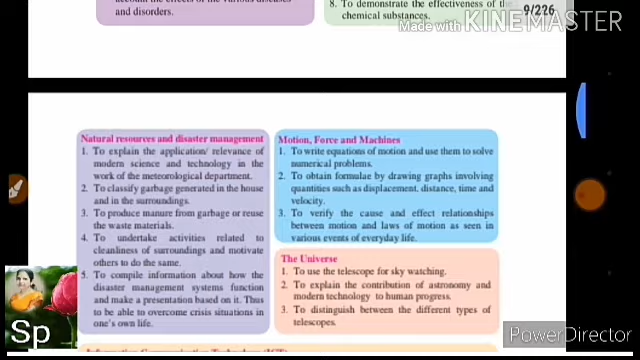 account the effects of the various diseases
and disorders.
8. To demonstrate the effectiveness of the
chemical substances.
9/226
Made with KINEMASTER
Natural resources and disaster management
1. To explain the application/ relevance of
modern science and technology in the
work of the meteorological department.
2. To classify garbage generated in the house
and in the surroundings.
3. To produce manure from garbage or reuse
the waste materials.
4. To undertake activities related to
cleanliness of surroundings and motivate
others to do the same.
5. To compile information about how the
disaster management systems function
and make a presentation based on it. Thus
to be able to overcome crisis situations in
one's own life.
Motion, Force and Machines
1. To write equations of motion and use them to solve
numerical problems.
2. To obtain formulae by drawing graphs involving
quantities such as displacement, distance, time and
velocity.
3. To verify the cause and effect relationships
between motion and laws of motion as seen in
various events of everyday life.
The Universe
1. To use the telescope for sky watching.
2. To explain the contribution of astronomy and
modern technology to human progress.
3. To distinguish between the different types of
telescopes.
Sp
PowerDirector
Information Communication Technology (ICT)